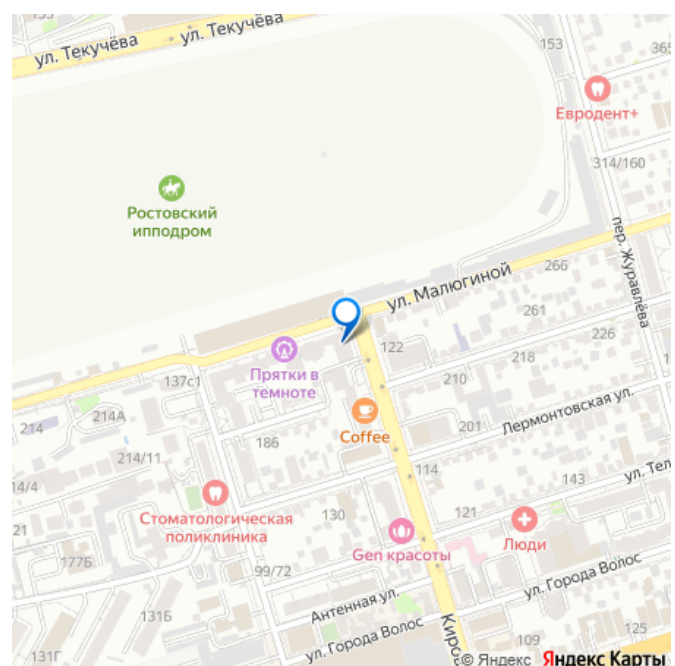 153
ул. Текучёва
ул. Текучёва
153
365
Евродент+
314/160
Ростовский
ипподром
пер. Журавлёва
ул. Малюгиной
266
261
226
122
218
210
Прятки в
темноте
137с1
214А
214
Coffee
201
Лермонтовская ул.
186
214/11
114
143
14/4
ул. Тел
130
121
21
Стоматологическая
поликлиника
Gen красоты
Люди
177Б
99/72
ул. Города Волос
Антенная ул.
131Б
Киров
109
125
ул. Города Волос
131Г
© Яндекс Яндекс Карты